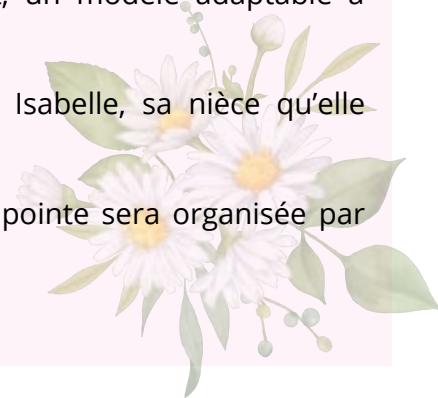 un modèle adaptable à
Isabelle, sa nièce qu’elle
pointe sera organisée par